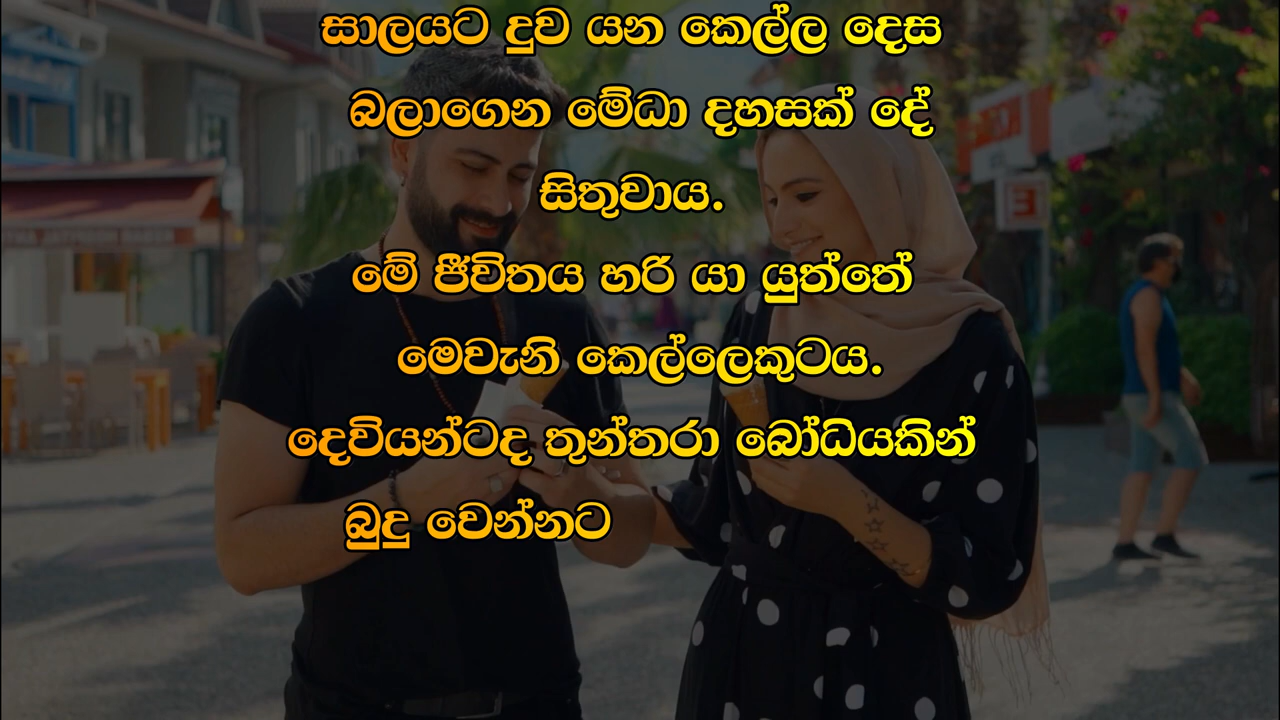 සාලයට දුව යන කෙල්ල දෙස
බලාගෙන මේධා දහසක් දේ
සිතුවාය.
මේ ජීවිතය හරි යා යුත්තේ
මෙවැනි කෙල්ලෙකුටය.
දෙවියන්ටද තුන්තරා බෝධියකින්
බුදු වෙන්නට